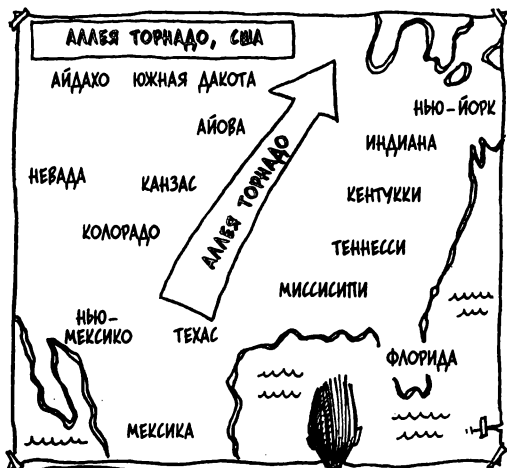 АЛЛЕЯ ТОРНАДО, США
АЙДАХО ЮЖНАЯ ДАКОТА
НЬЮ-ЙОРК
АЙОВА
ИНДИАНА
АЛЛЕЯ ТОРНАДО
НЕВАДА
КАНЗАС
КЕНТУККИ
КОЛОРАДО
ТЕННЕССИ
МИССИСИПИ
НЬЮ-
МЕКСИКО
ТЕХАС
ФЛОРИДА
МЕКСИКА